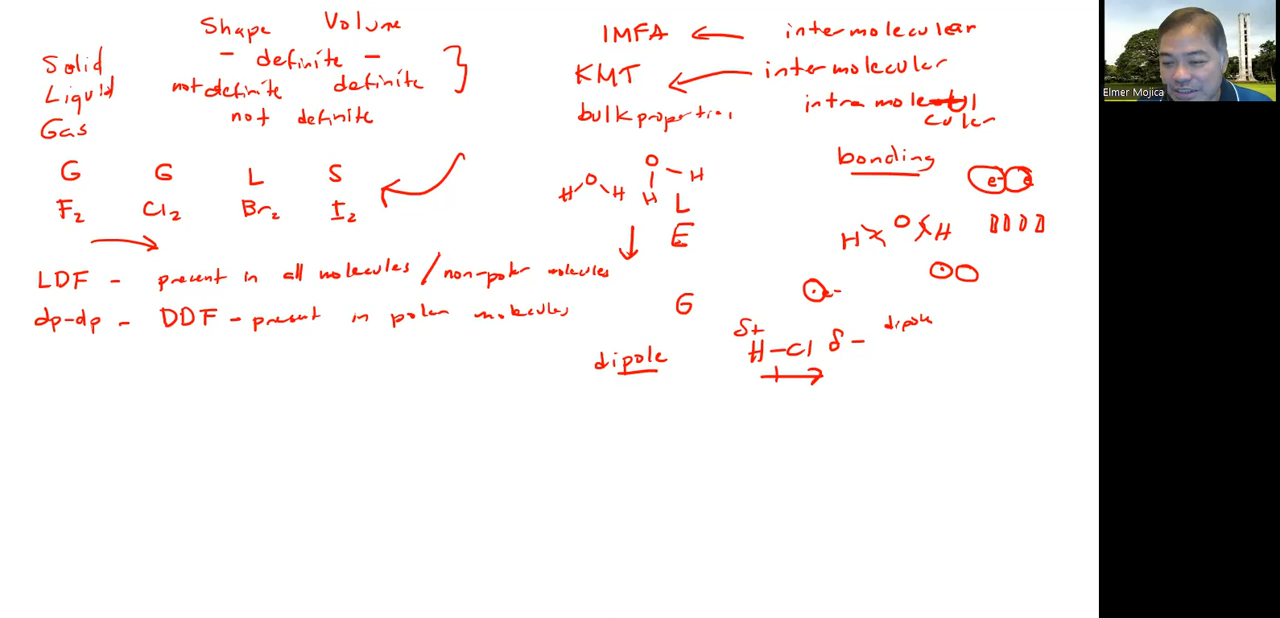 Shape Volume
Solid - definite -
Liquid not definite definite
Gas not definite
G G L S
F2 Cl2 Br2 I2
LDF - present in all molecules / non-polar molecules
dp-dp - DDF - present in polar molecules
IMFA ← intermolecular
KMT ← intermolecular
bulk properties intramolecular
bonding
H O H O H H
L
E
G
e- e
H O H
e-
dipole
δ+ H-Cl δ- dipole
Elmer Mojica